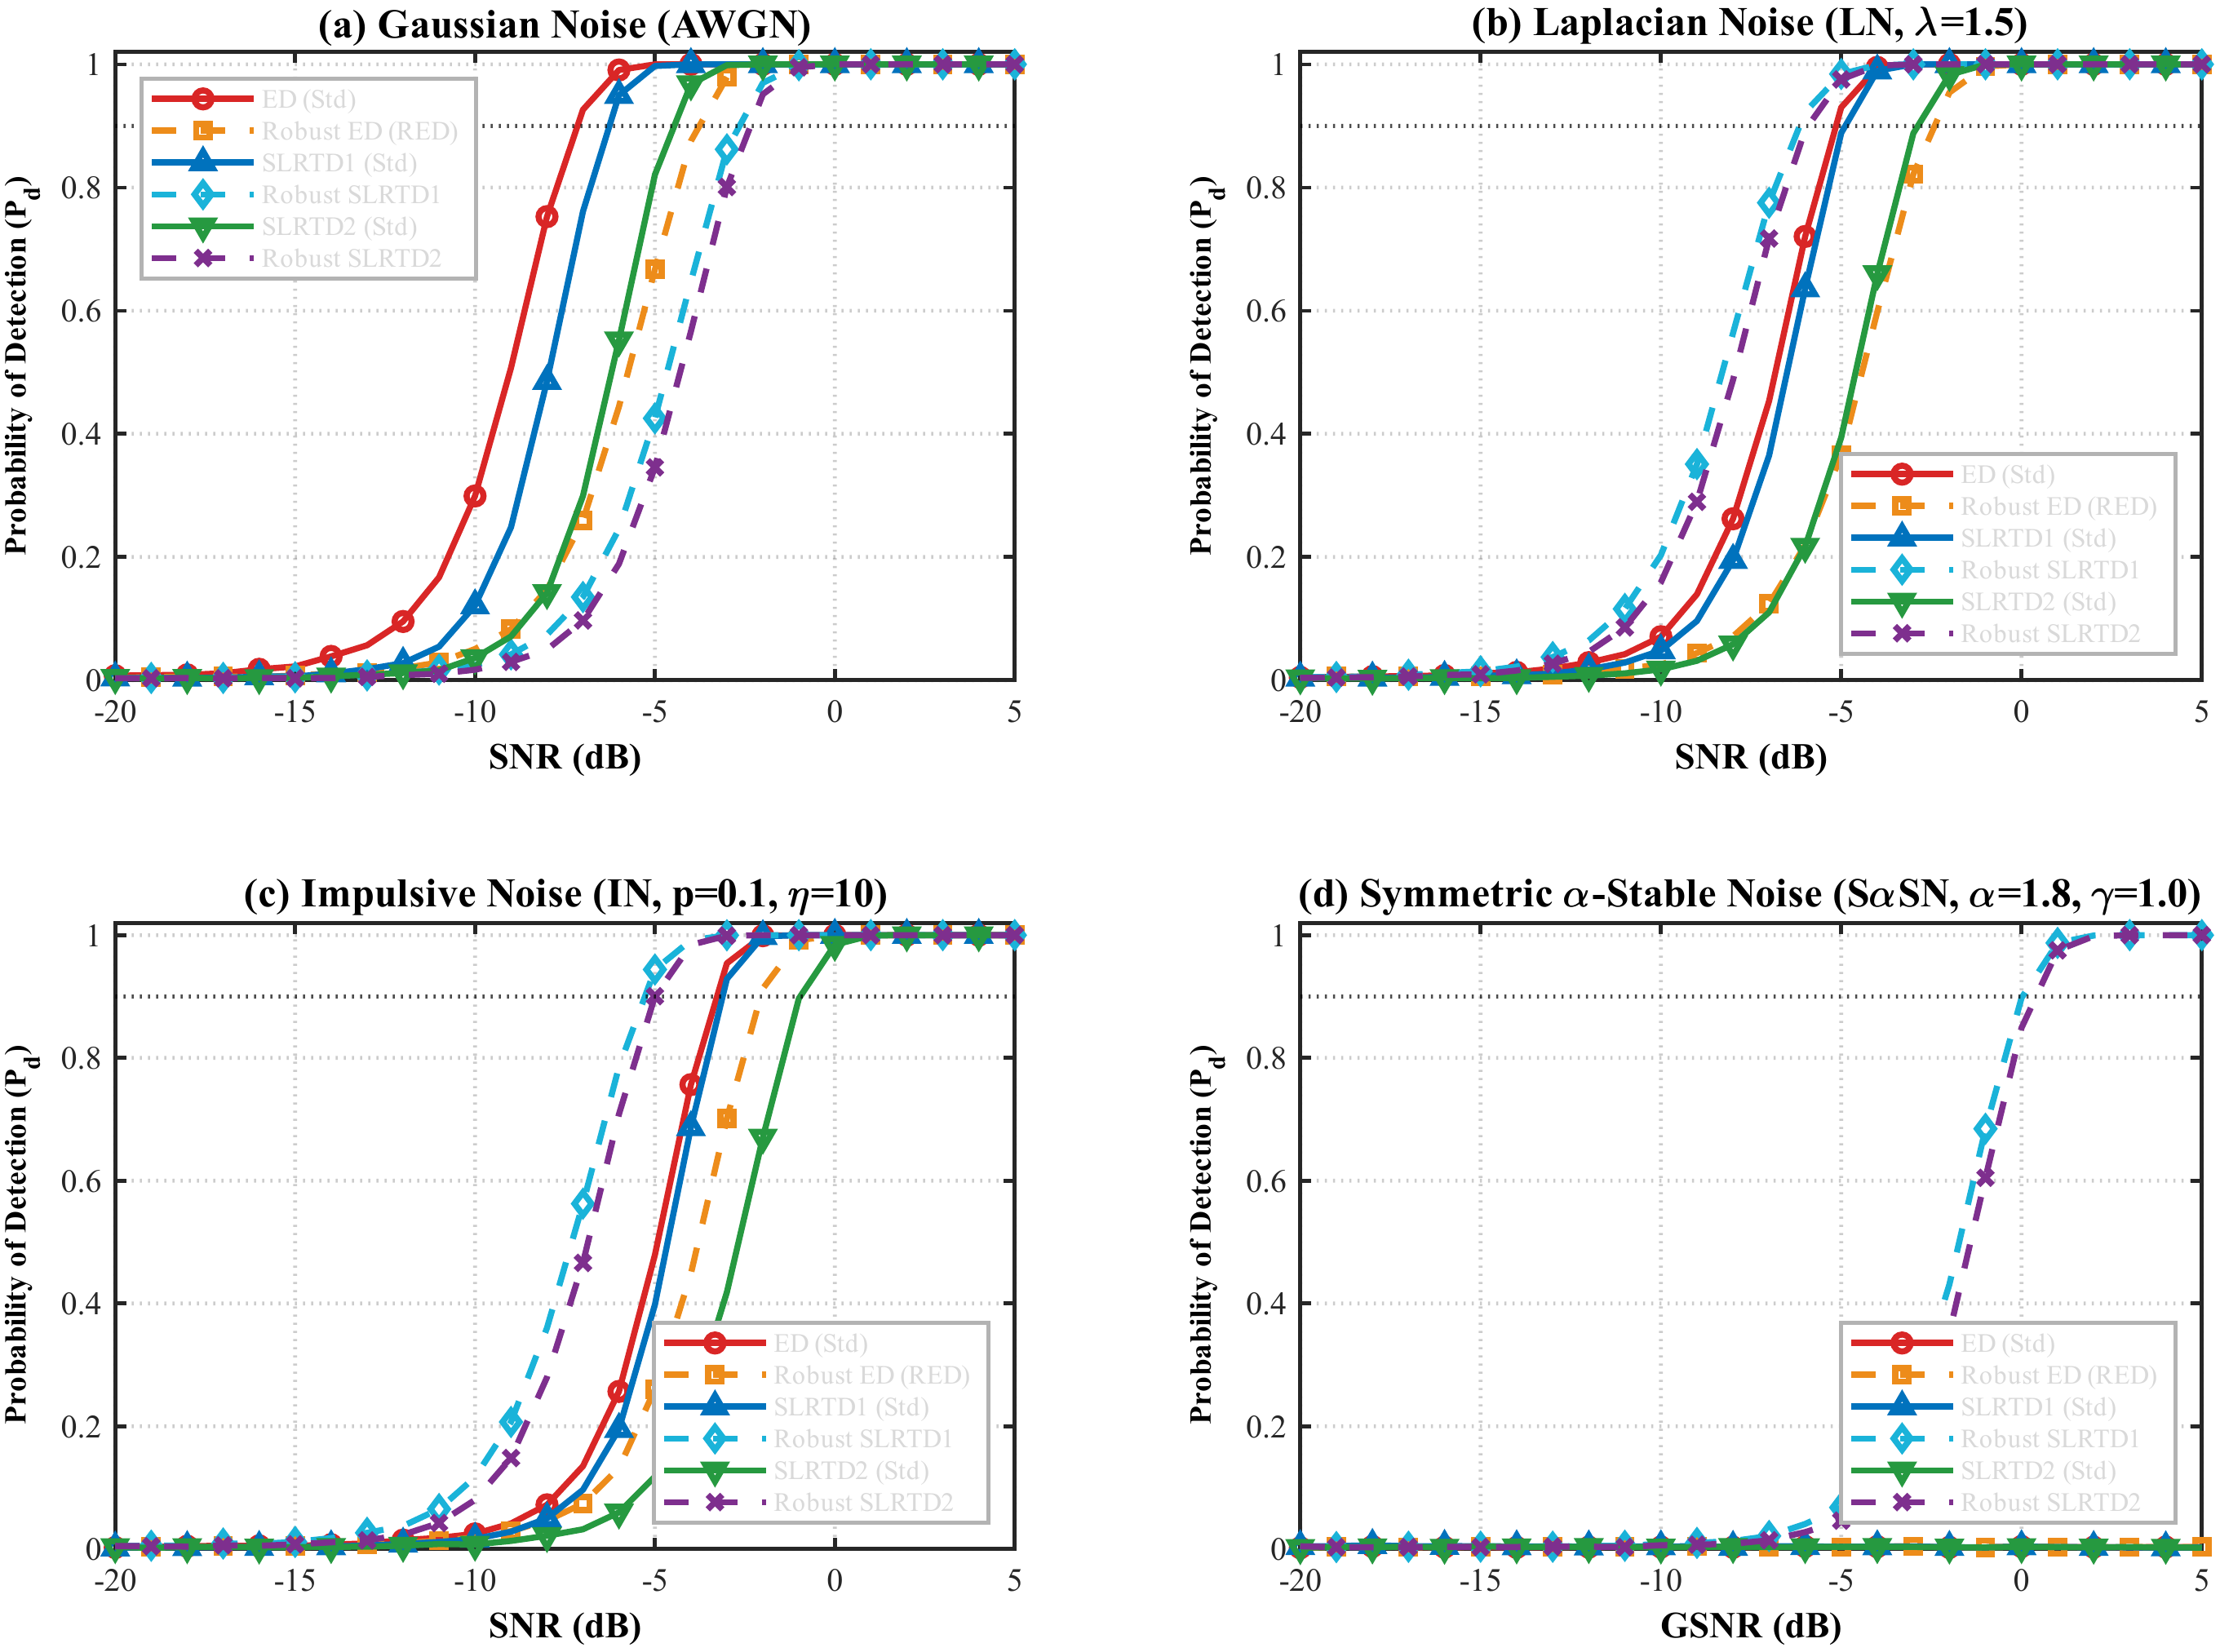 (a) Gaussian Noise (AWGN)
Probability of Detection (Pd)
1
0.8
0.6
0.4
0.2
0
ED (Std)
Robust ED (RED)
SLRTD1 (Std)
Robust SLRTD1
SLRTD2 (Std)
Robust SLRTD2
-20 -15 -10 -5 0 5
SNR (dB)
(b) Laplacian Noise (LN, λ=1.5)
Probability of Detection (Pd)
1
0.8
0.6
0.4
0.2
0
ED (Std)
Robust ED (RED)
SLRTD1 (Std)
Robust SLRTD1
SLRTD2 (Std)
Robust SLRTD2
-20 -15 -10 -5 0 5
SNR (dB)
(c) Impulsive Noise (IN, p=0.1, η=10)
Probability of Detection (Pd)
1
0.8
0.6
0.4
0.2
0
ED (Std)
Robust ED (RED)
SLRTD1 (Std)
Robust SLRTD1
SLRTD2 (Std)
Robust SLRTD2
-20 -15 -10 -5 0 5
SNR (dB)
(d) Symmetric α-Stable Noise (SαSN, α=1.8, γ=1.0)
Probability of Detection (Pd)
1
0.8
0.6
0.4
0.2
0
ED (Std)
Robust ED (RED)
SLRTD1 (Std)
Robust SLRTD1
SLRTD2 (Std)
Robust SLRTD2
-20 -15 -10 -5 0 5
GSNR (dB)